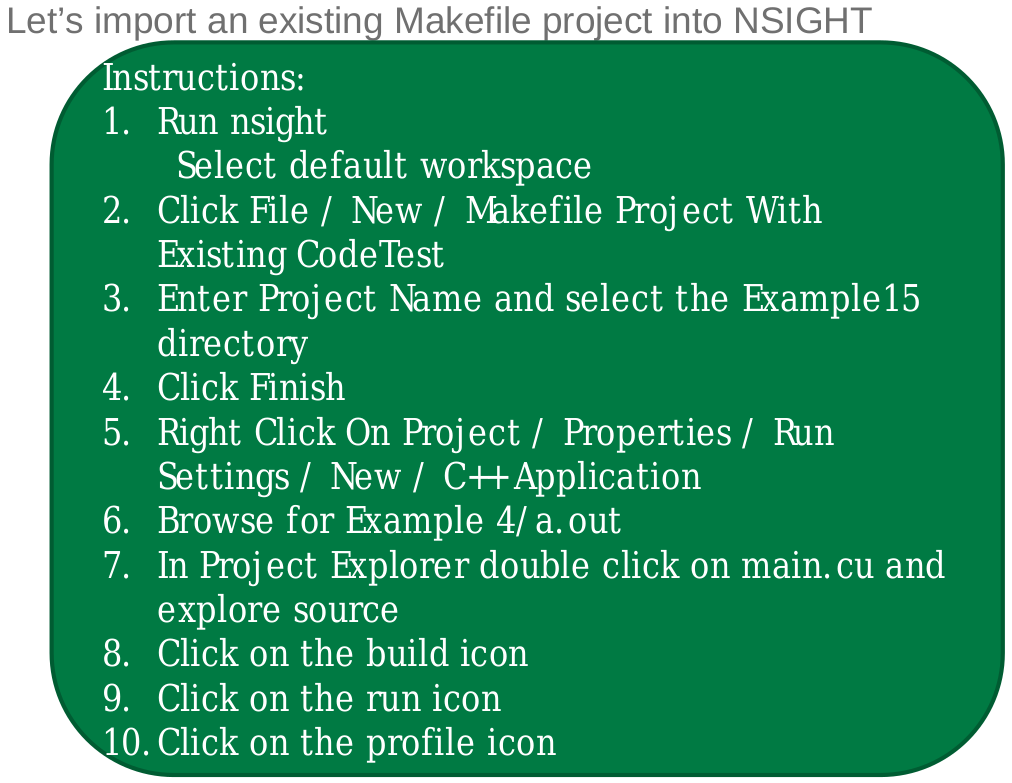 Let’s import an existing Makefile project into NSIGHT
Instructions:
1. Run nsight
Select default workspace
2. Click File / New / Makefile Project With
Existing CodeTest
3. Enter Project Name and select the Example15
directory
4. Click Finish
5. Right Click On Project / Properties / Run
Settings / New / C++ Application
6. Browse for Example 4/a.out
7. In Project Explorer double click on main.cu and
explore source
8. Click on the build icon
9. Click on the run icon
10. Click on the profile icon